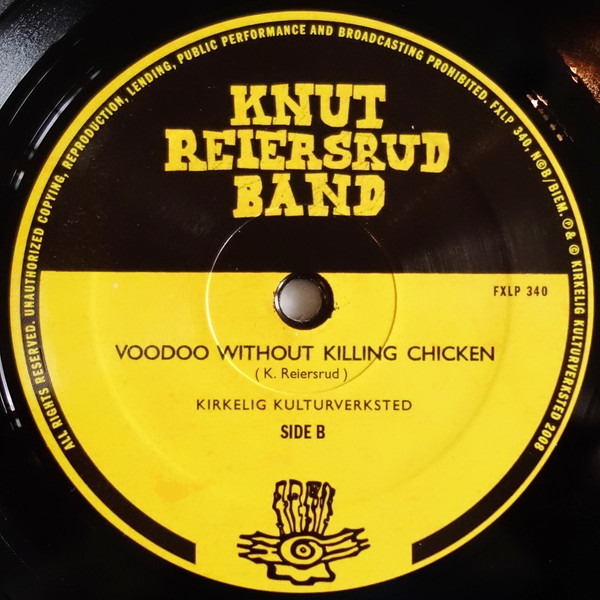 ALL RIGHTS RESERVED. UNAUTHORIZED COPYING, REPRODUCTION, LENDING, PUBLIC PERFORMANCE AND BROADCASTING PROHIBITED. FXLP 340, N©B/BIEM. ℗ & © KIRKELIG KULTURVERKSTED 2008
KNUT
REIERSRUD
BAND
FXLP 340
VOODOO WITHOUT KILLING CHICKEN
( K. Reiersrud )
KIRKELIG KULTURVERKSTED
SIDE B